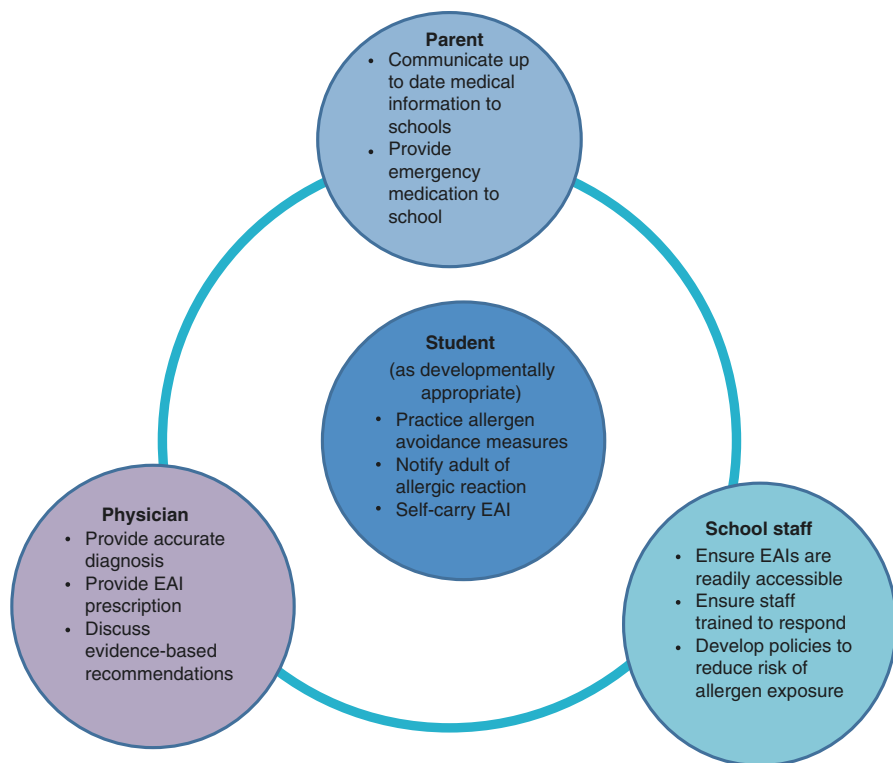 Parent
• Communicate up
to date medical
information to
schools
• Provide
emergency
medication to
school
Student
(as developmentally
appropriate)
• Practice allergen
avoidance measures
• Notify adult of
allergic reaction
• Self-carry EAI
Physician
• Provide accurate
diagnosis
• Provide EAI
prescription
• Discuss
evidence-based
recommendations
School staff
• Ensure EAIs are
readily accessible
• Ensure staff
trained to respond
• Develop policies to
reduce risk of
allergen exposure